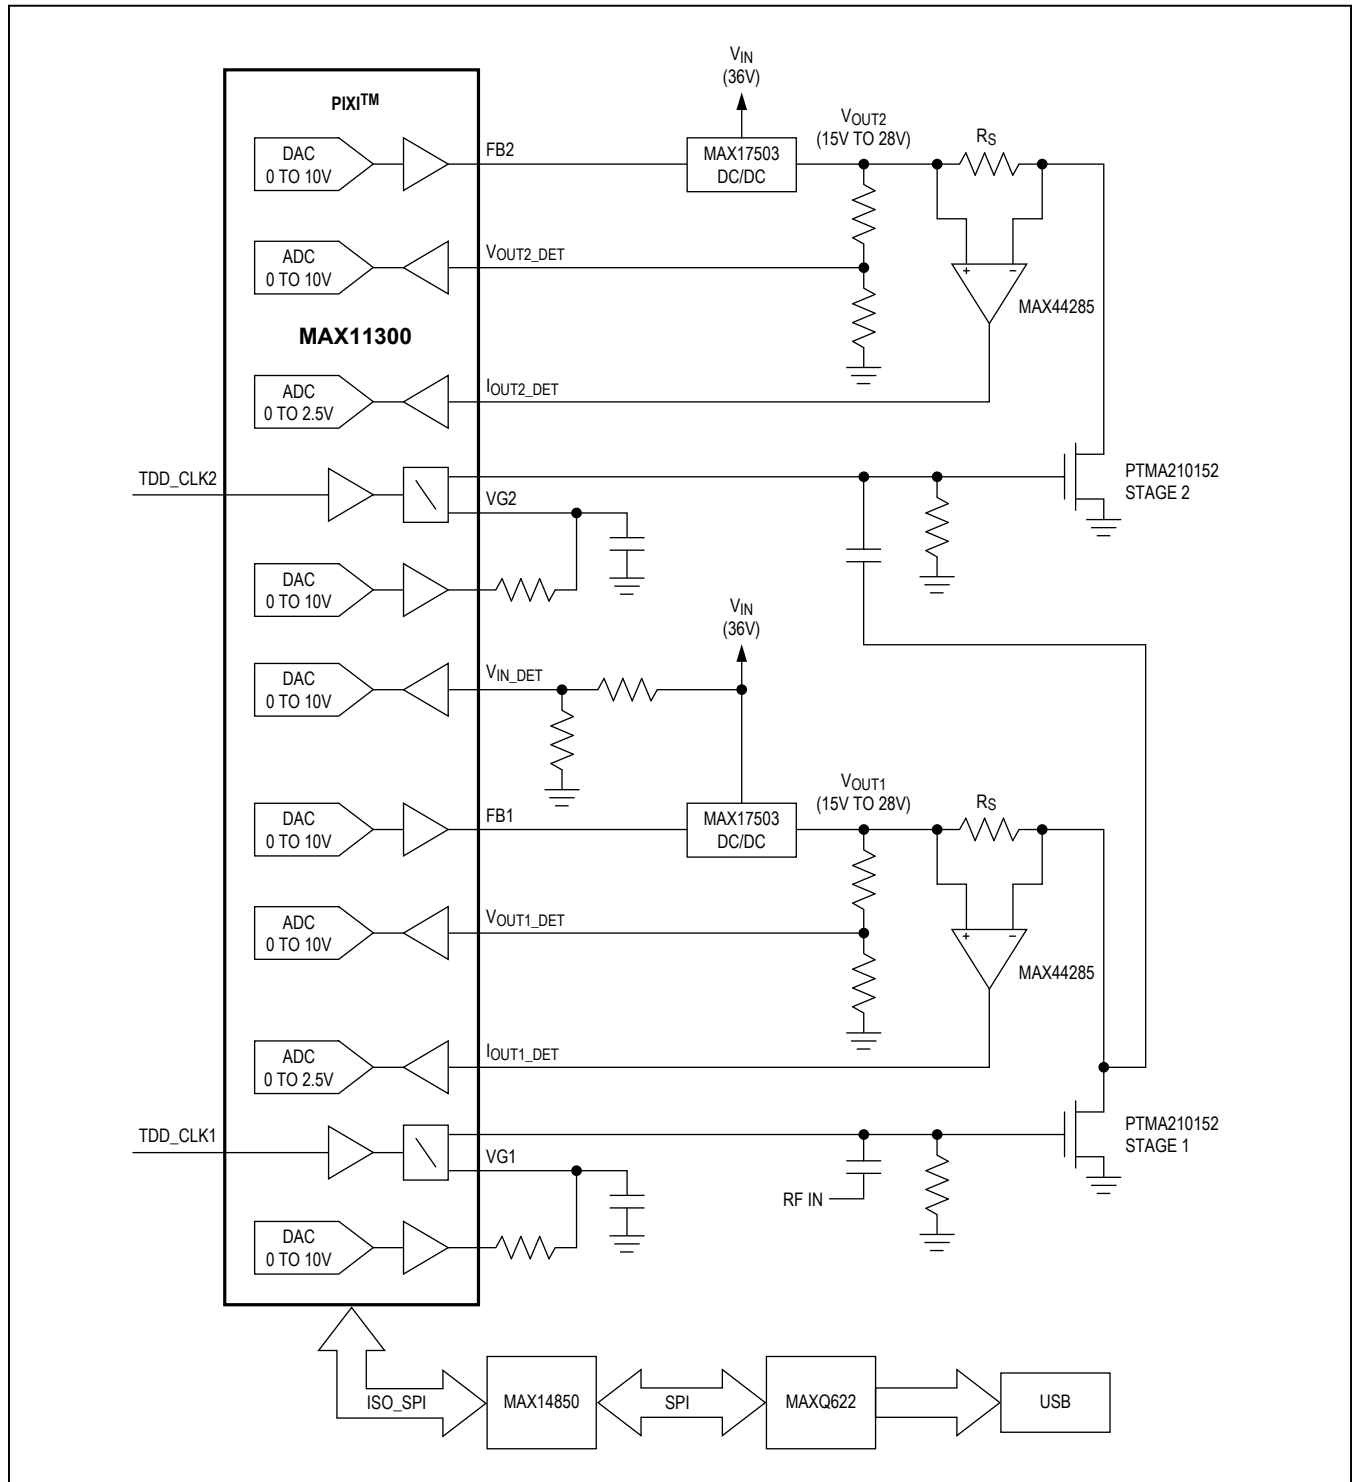 PIXI™
VIN
(36V)
VOUT2
(15V TO 28V)
RS
DAC
0 TO 10V
FB2
MAX17503
DC/DC
ADC
0 TO 10V
VOUT2_DET
MAX44285
MAX11300
ADC
0 TO 2.5V
IOUT2_DET
TDD_CLK2
VG2
PTMA210152
STAGE 2
DAC
0 TO 10V
VIN
(36V)
DAC
0 TO 10V
VIN_DET
VOUT1
(15V TO 28V)
RS
DAC
0 TO 10V
FB1
MAX17503
DC/DC
ADC
0 TO 10V
VOUT1_DET
MAX44285
ADC
0 TO 2.5V
IOUT1_DET
TDD_CLK1
VG1
PTMA210152
STAGE 1
RF IN
DAC
0 TO 10V
ISO_SPI
MAX14850
SPI
MAXQ622
USB
+
−
+
−